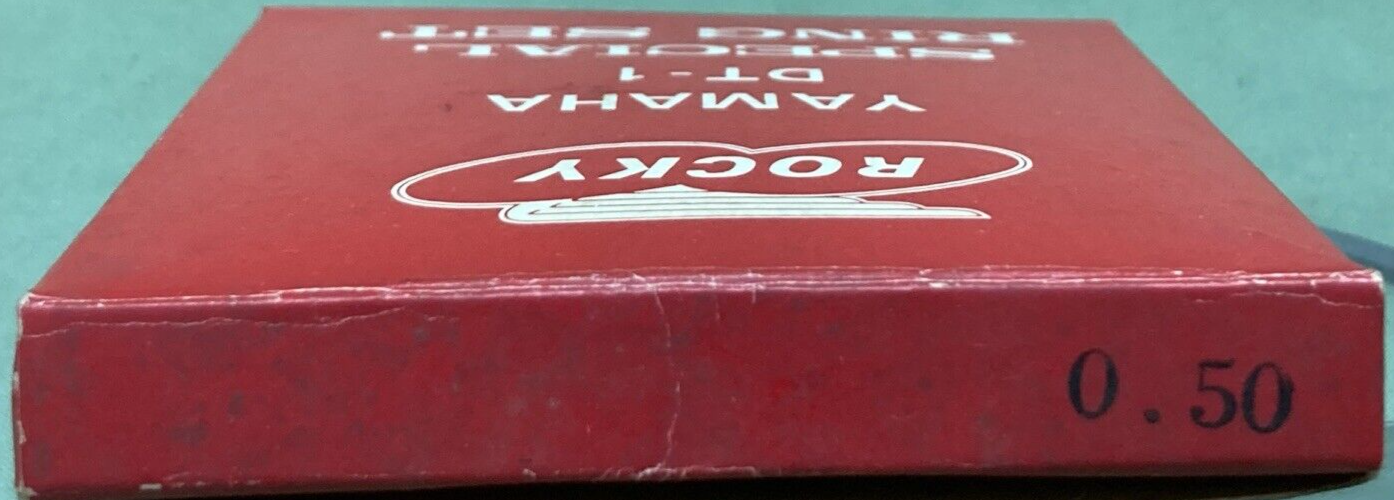 ROCKY
YAMAHA
DT-1
SPECIAL
RING SET
0.50